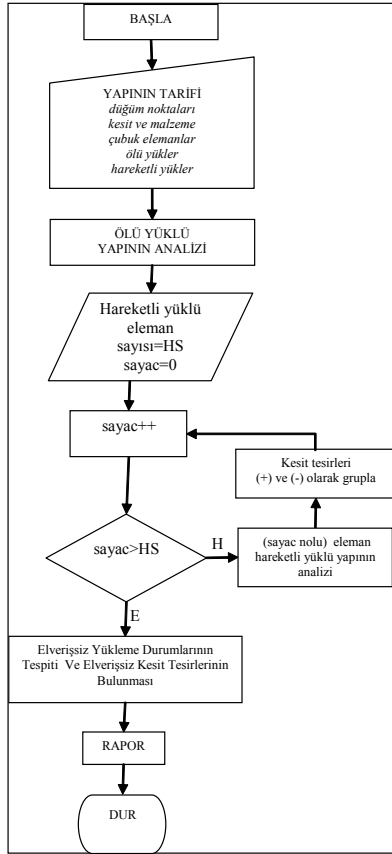 BAŞLA
YAPININ TARİFİ
düğüm noktaları
kesit ve malzeme
çubuk elemanlar
ölü yükler
hareketli yükler
ÖLÜ YÜKLÜ
YAPININ ANALİZİ
Hareketli yüklü
eleman
sayısı=HS
sayac=0
sayac++
Kesit tesirleri
(+) ve (-) olarak grupla
sayac>HS
H
(sayac nolu) eleman
hareketli yüklü yapının
analizi
E
Elverişsiz Yükleme Durumlarının
Tespiti Ve Elverişsiz Kesit Tesirlerinin
Bulunması
RAPOR
DUR